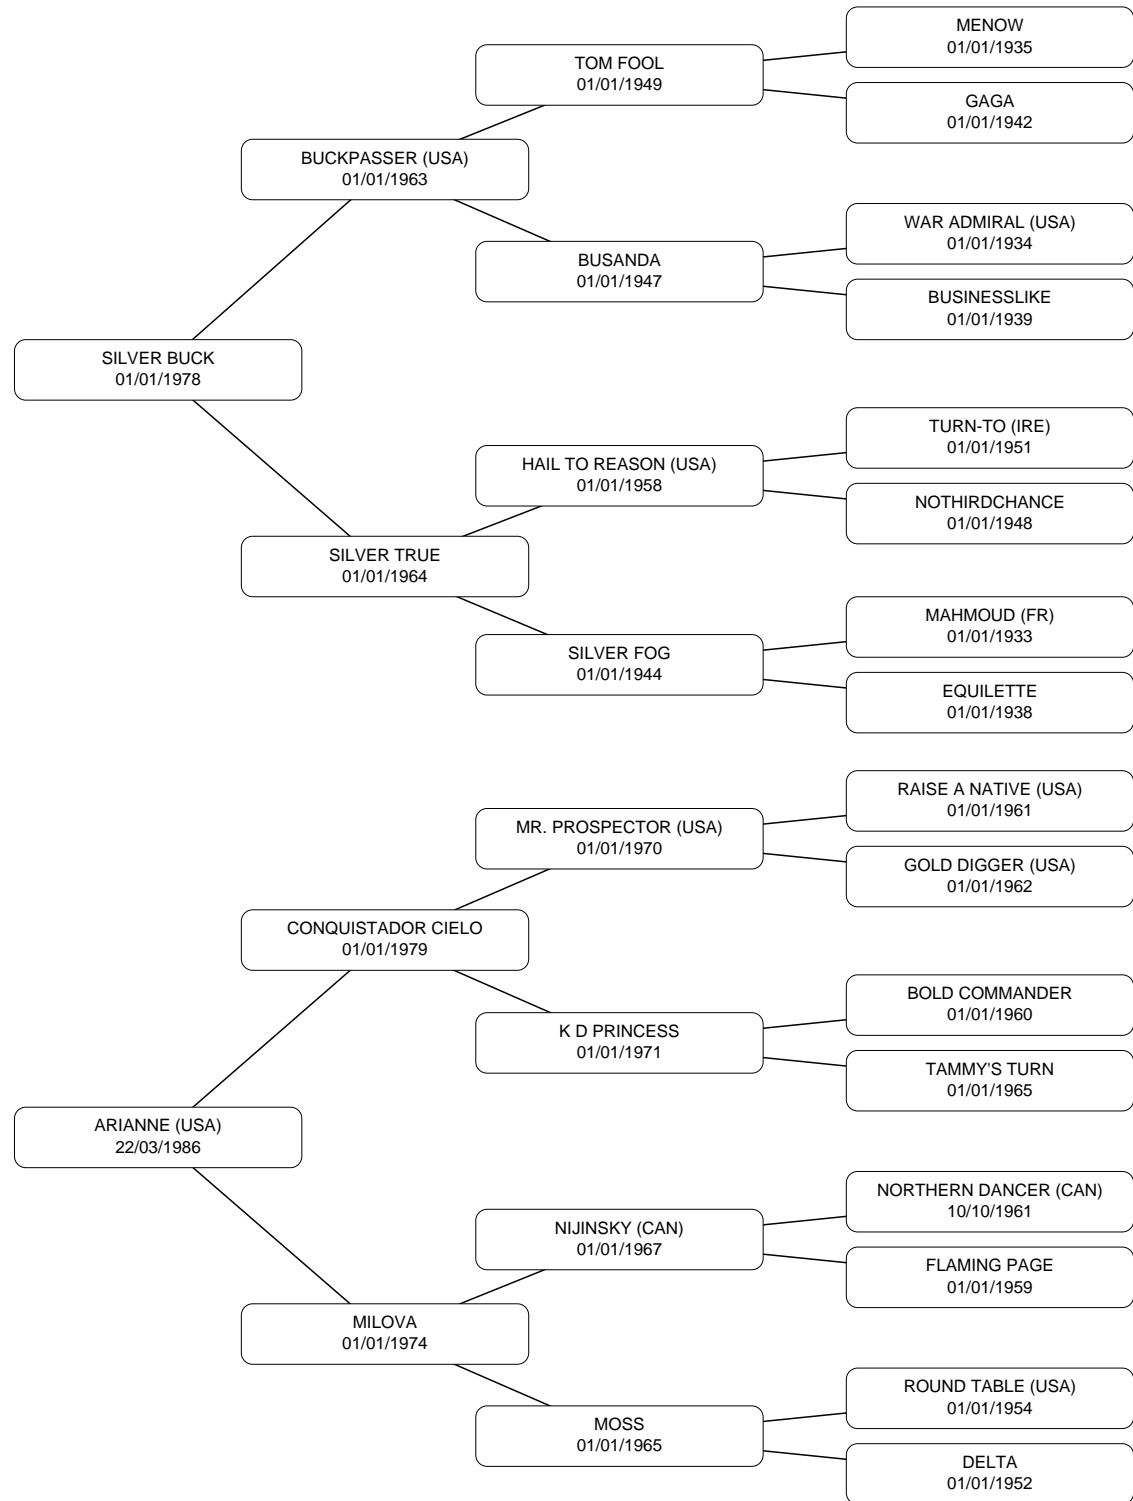 MENOW
01/01/1935
TOM FOOL
01/01/1949
GAGA
01/01/1942
BUCKPASSER (USA)
01/01/1963
WAR ADMIRAL (USA)
01/01/1934
BUSANDA
01/01/1947
BUSINESSLIKE
01/01/1939
SILVER BUCK
01/01/1978
TURN-TO (IRE)
01/01/1951
HAIL TO REASON (USA)
01/01/1958
NOTHIRDCHANCE
01/01/1948
SILVER TRUE
01/01/1964
MAHMOUD (FR)
01/01/1933
SILVER FOG
01/01/1944
EQUILETTE
01/01/1938
RAISE A NATIVE (USA)
01/01/1961
MR. PROSPECTOR (USA)
01/01/1970
GOLD DIGGER (USA)
01/01/1962
CONQUISTADOR CIELO
01/01/1979
BOLD COMMANDER
01/01/1960
K D PRINCESS
01/01/1971
TAMMY'S TURN
01/01/1965
ARIANNE (USA)
22/03/1986
NORTHERN DANCER (CAN)
10/10/1961
NIJINSKY (CAN)
01/01/1967
FLAMING PAGE
01/01/1959
MILOVA
01/01/1974
ROUND TABLE (USA)
01/01/1954
MOSS
01/01/1965
DELTA
01/01/1952